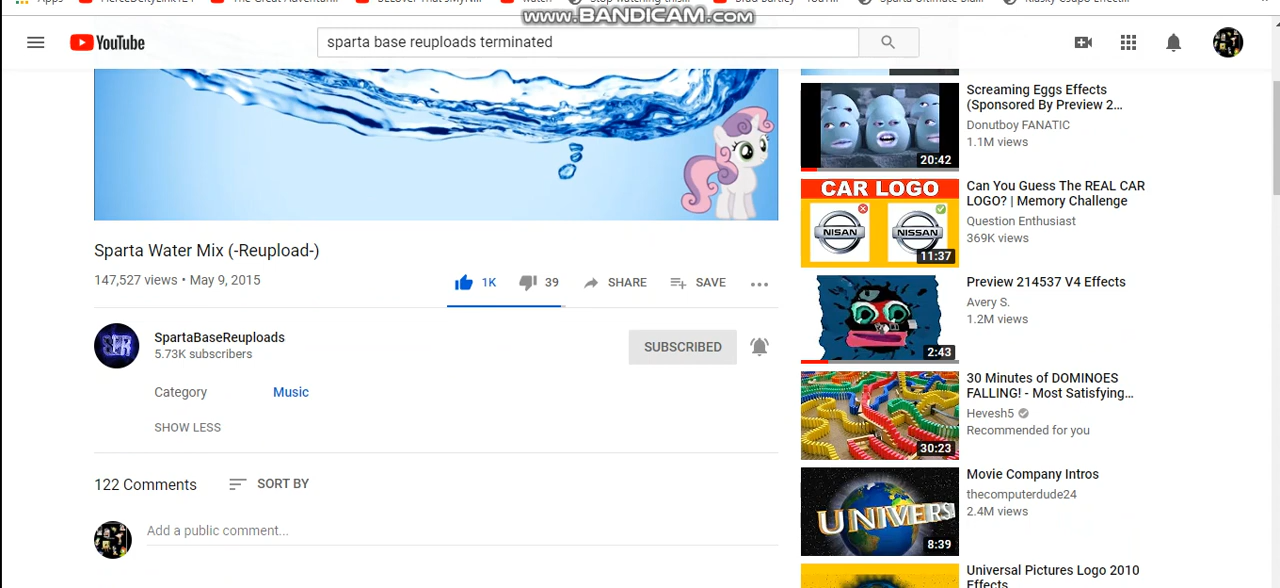 Apps
www.BANDICAM.com
YouTube
sparta base reuploads terminated
Sparta Water Mix (-Reupload-)
147,527 views • May 9, 2015
1K
39
SHARE
SAVE
SpartaBaseReuploads
5.73K subscribers
SUBSCRIBED
Category
Music
SHOW LESS
122 Comments
SORT BY
Add a public comment...
Screaming Eggs Effects
(Sponsored By Preview 2...
Donutboy FANATIC
1.1M views
20:42
CAR LOGO
NISAN
NISSAN
11:37
Can You Guess The REAL CAR
LOGO? | Memory Challenge
Question Enthusiast
369K views
Preview 214537 V4 Effects
Avery S.
1.2M views
2:43
30 Minutes of DOMINOES
FALLING! - Most Satisfying...
Hevesh5
Recommended for you
30:23
Movie Company Intros
thecomputerdude24
2.4M views
UNIVERS
8:39
Universal Pictures Logo 2010
Effects